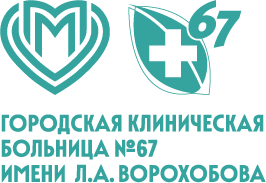 М 67
ГОРОДСКАЯ КЛИНИЧЕСКАЯ
БОЛЬНИЦА №67
ИМЕНИ Л.А. ВОРОХОБОВА